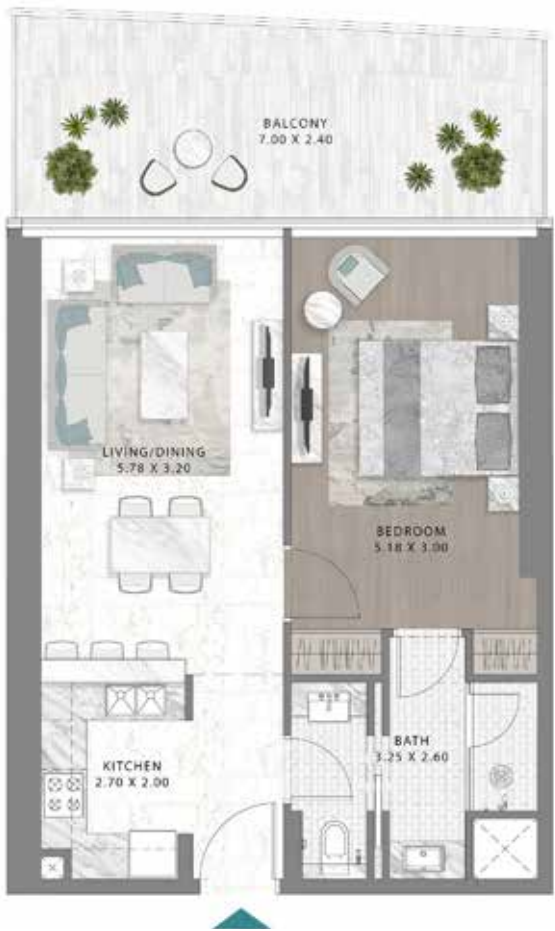 BALCONY
7.00 X 2.40
LIVING/DINING
5.78 X 3.20
BEDROOM
5.18 X 3.00
KITCHEN
2.70 X 2.00
BATH
3.25 X 2.60